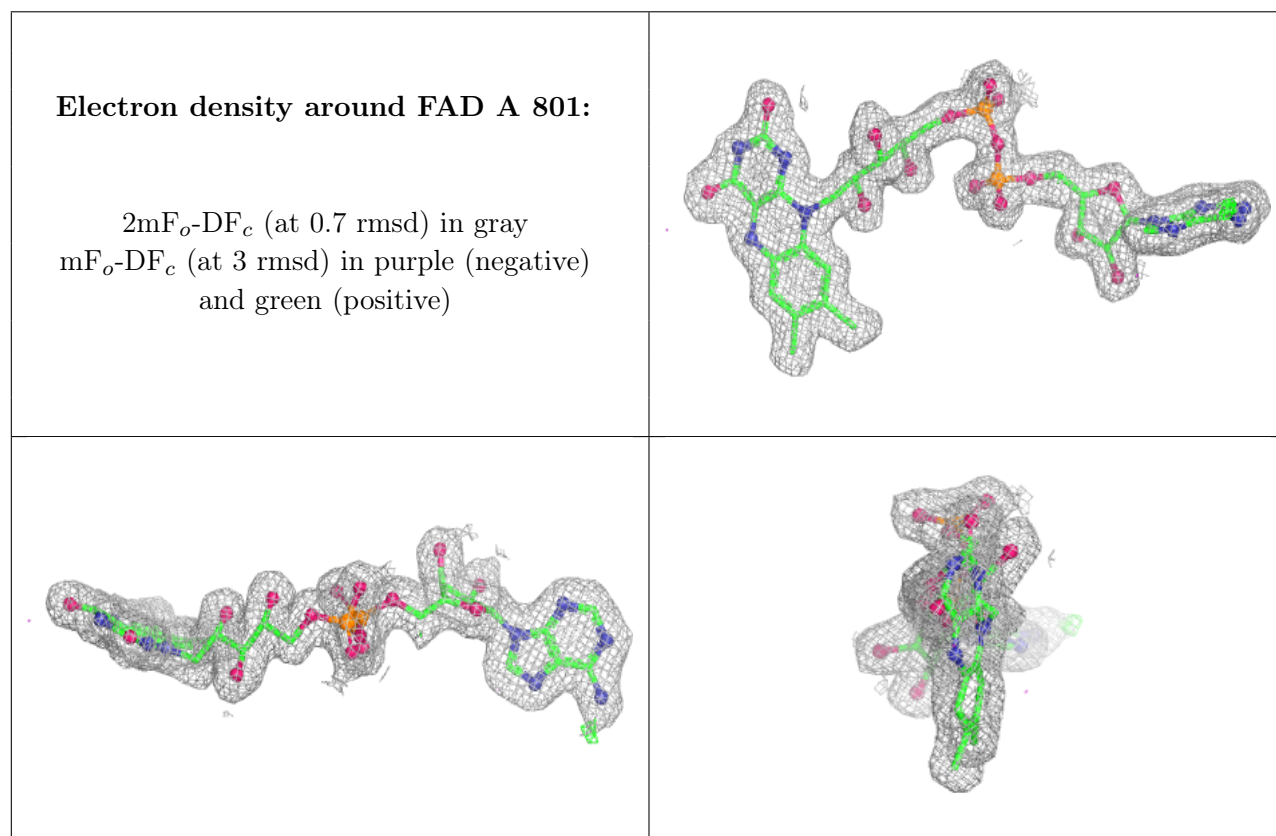 Electron density around FAD A 801:
2mFₒ-DF𝑐 (at 0.7 rmsd) in gray
mFₒ-DF𝑐 (at 3 rmsd) in purple (negative)
and green (positive)